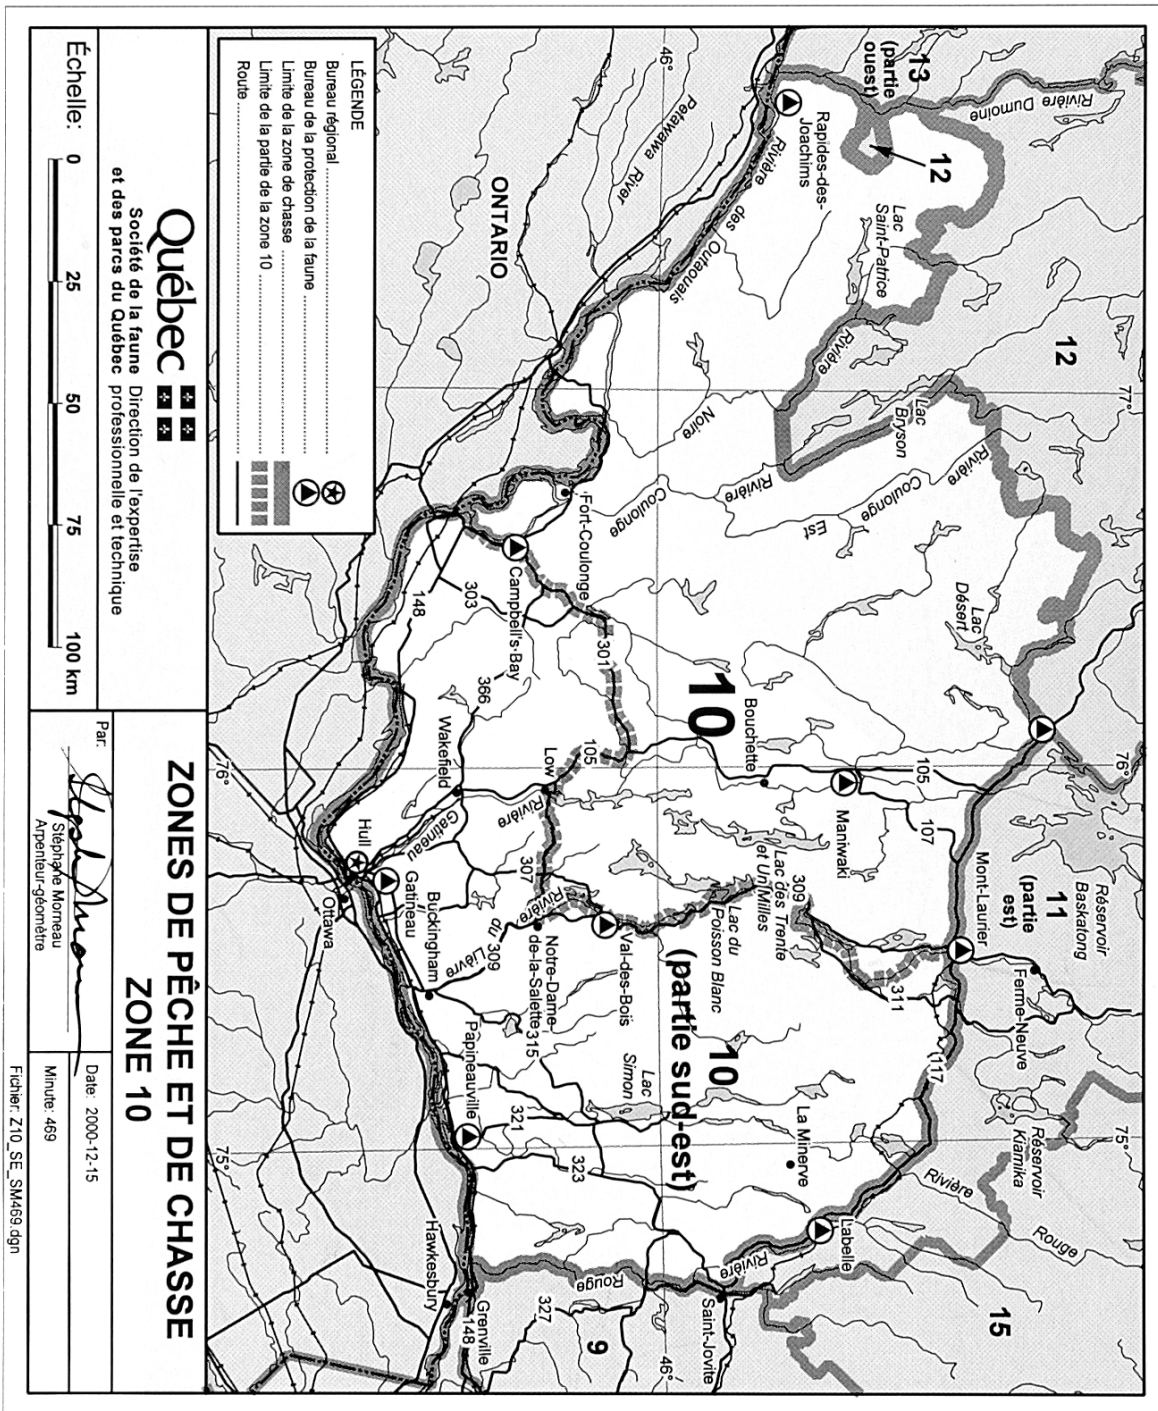 13
(partie
ouest)
Rivière Dumoine
12
Rapides-des-
Joachims
46°
Petawawa River
Rivière des Outaouais
Lac
Saint-Patrice
Rivière
12
77°
Noire
Lac
Bryson
Rivière
Coulonge
Rivière
Coulonge
Est
ONTARIO
Fort-Coulonge
Campbell's-Bay
303
148
301
366
Lac
Désert
10
Bouchette
105
76°
Wakefield
Low
105
Maniwaki
107
Rivière
Gatineau
Hull
Ottawa
Gatineau
Buckingham
307
Rivière
du
Lièvre
309
Notre-Dame-
de-la-Salette
315
Val-des-Bois
Lac du
Poisson Blanc
Lac des Trente
et Un Milles
309
311
Mont-Laurier
11
(partie
est)
Réservoir
Baskatong
Ferme-Neuve
10
(partie sud-est)
(117
Réservoir
Kiamika
75°
Lac
Simon
La Minerve
Papineauville
321
323
Rivière
Rouge
Labelle
Rivière
Rouge
Saint-Jovite
15
Hawkesbury
Grenville
148
327
9
46°
76°
75°
LÉGENDE
Bureau régional
Bureau de la protection de la faune
Limite de la zone de chasse
Limite de la partie de la zone 10
Route
Québec
Société de la faune
et des parcs du Québec
Direction de l'expertise
professionnelle et technique
Échelle:
0 25 50 75 100 km
ZONES DE PÊCHE ET DE CHASSE
ZONE 10
Par:
Stéphane Morneau
Arpenteur-géomètre
Date: 2000-12-15
Minute: 469
Fichier: Z10_SE_SM469.dgn